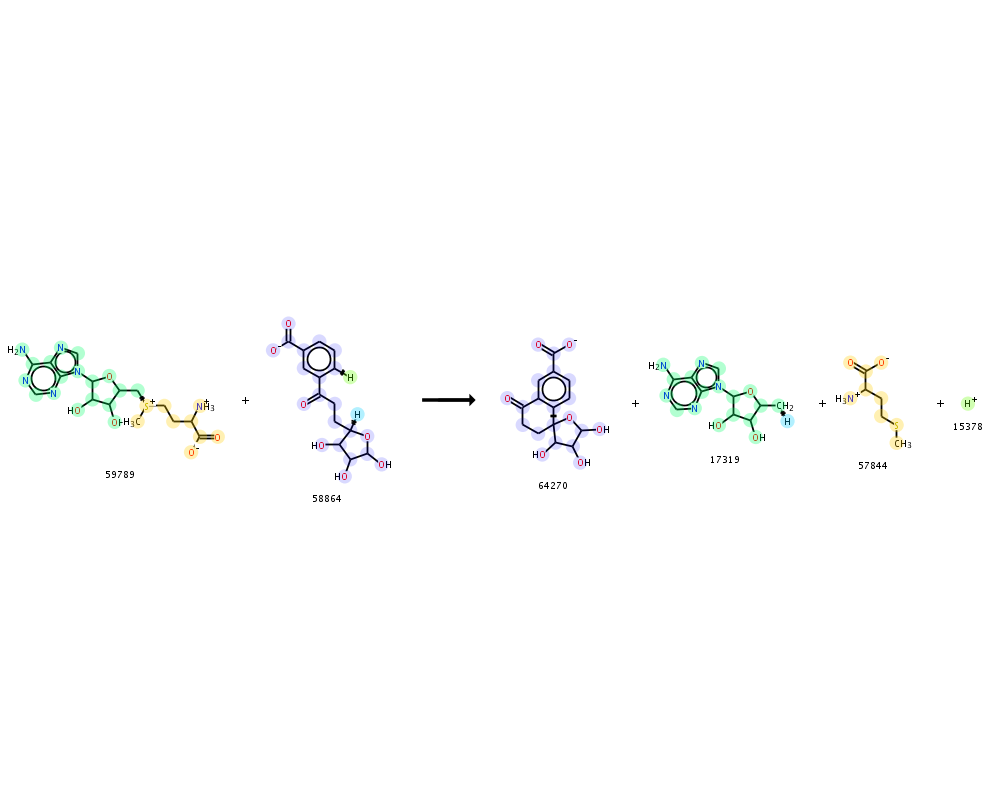 H2N N N N N N O HO OH S+ H3C NH3+ O O-
59789
+
O O- H O H HO O HO OH
58864
O O- O O OH HO OH
64270
+
H2N N N N N N O CH2 H HO OH
17319
+
O O- H3N+ S CH3
57844
+
H+
15378